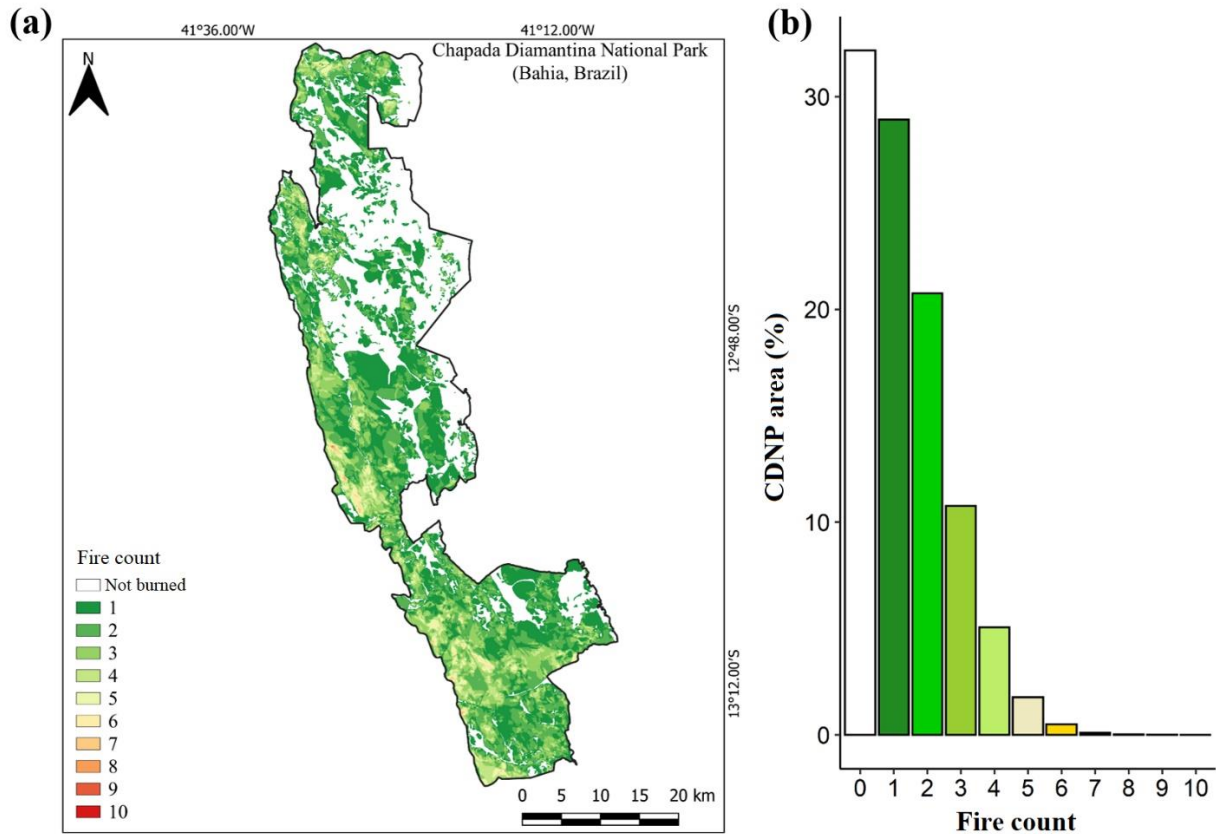 (a)
41°36.00′W
41°12.00′W
N
Chapada Diamantina National Park
(Bahia, Brazil)
12°48.00′S
13°12.00′S
Fire count
Not burned
1
2
3
4
5
6
7
8
9
10
0 5 10 15 20 km
(b)
CDNP area (%)
30
20
10
0
0 1 2 3 4 5 6 7 8 9 10
Fire count